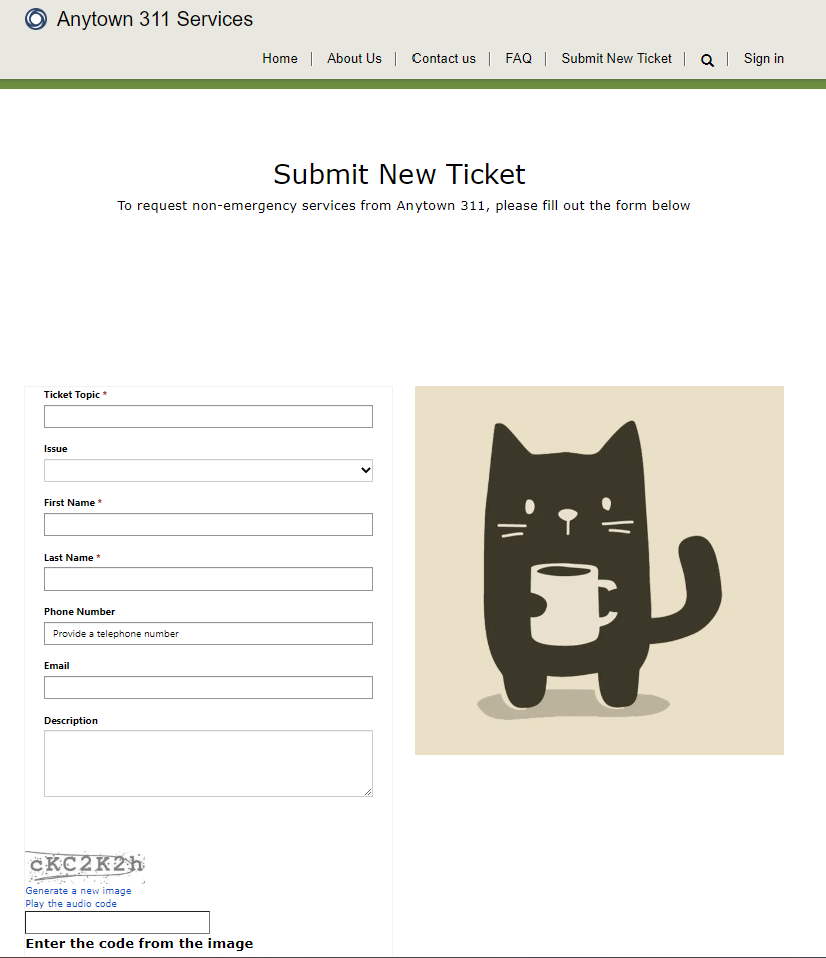 Anytown 311 Services
Home | About Us | Contact us | FAQ | Submit New Ticket | Sign in
Submit New Ticket
To request non-emergency services from Anytown 311, please fill out the form below
Ticket Topic *
Issue
First Name *
Last Name *
Phone Number
Provide a telephone number
Email
Description
cKC2K2h
Generate a new image
Play the audio code
Enter the code from the image